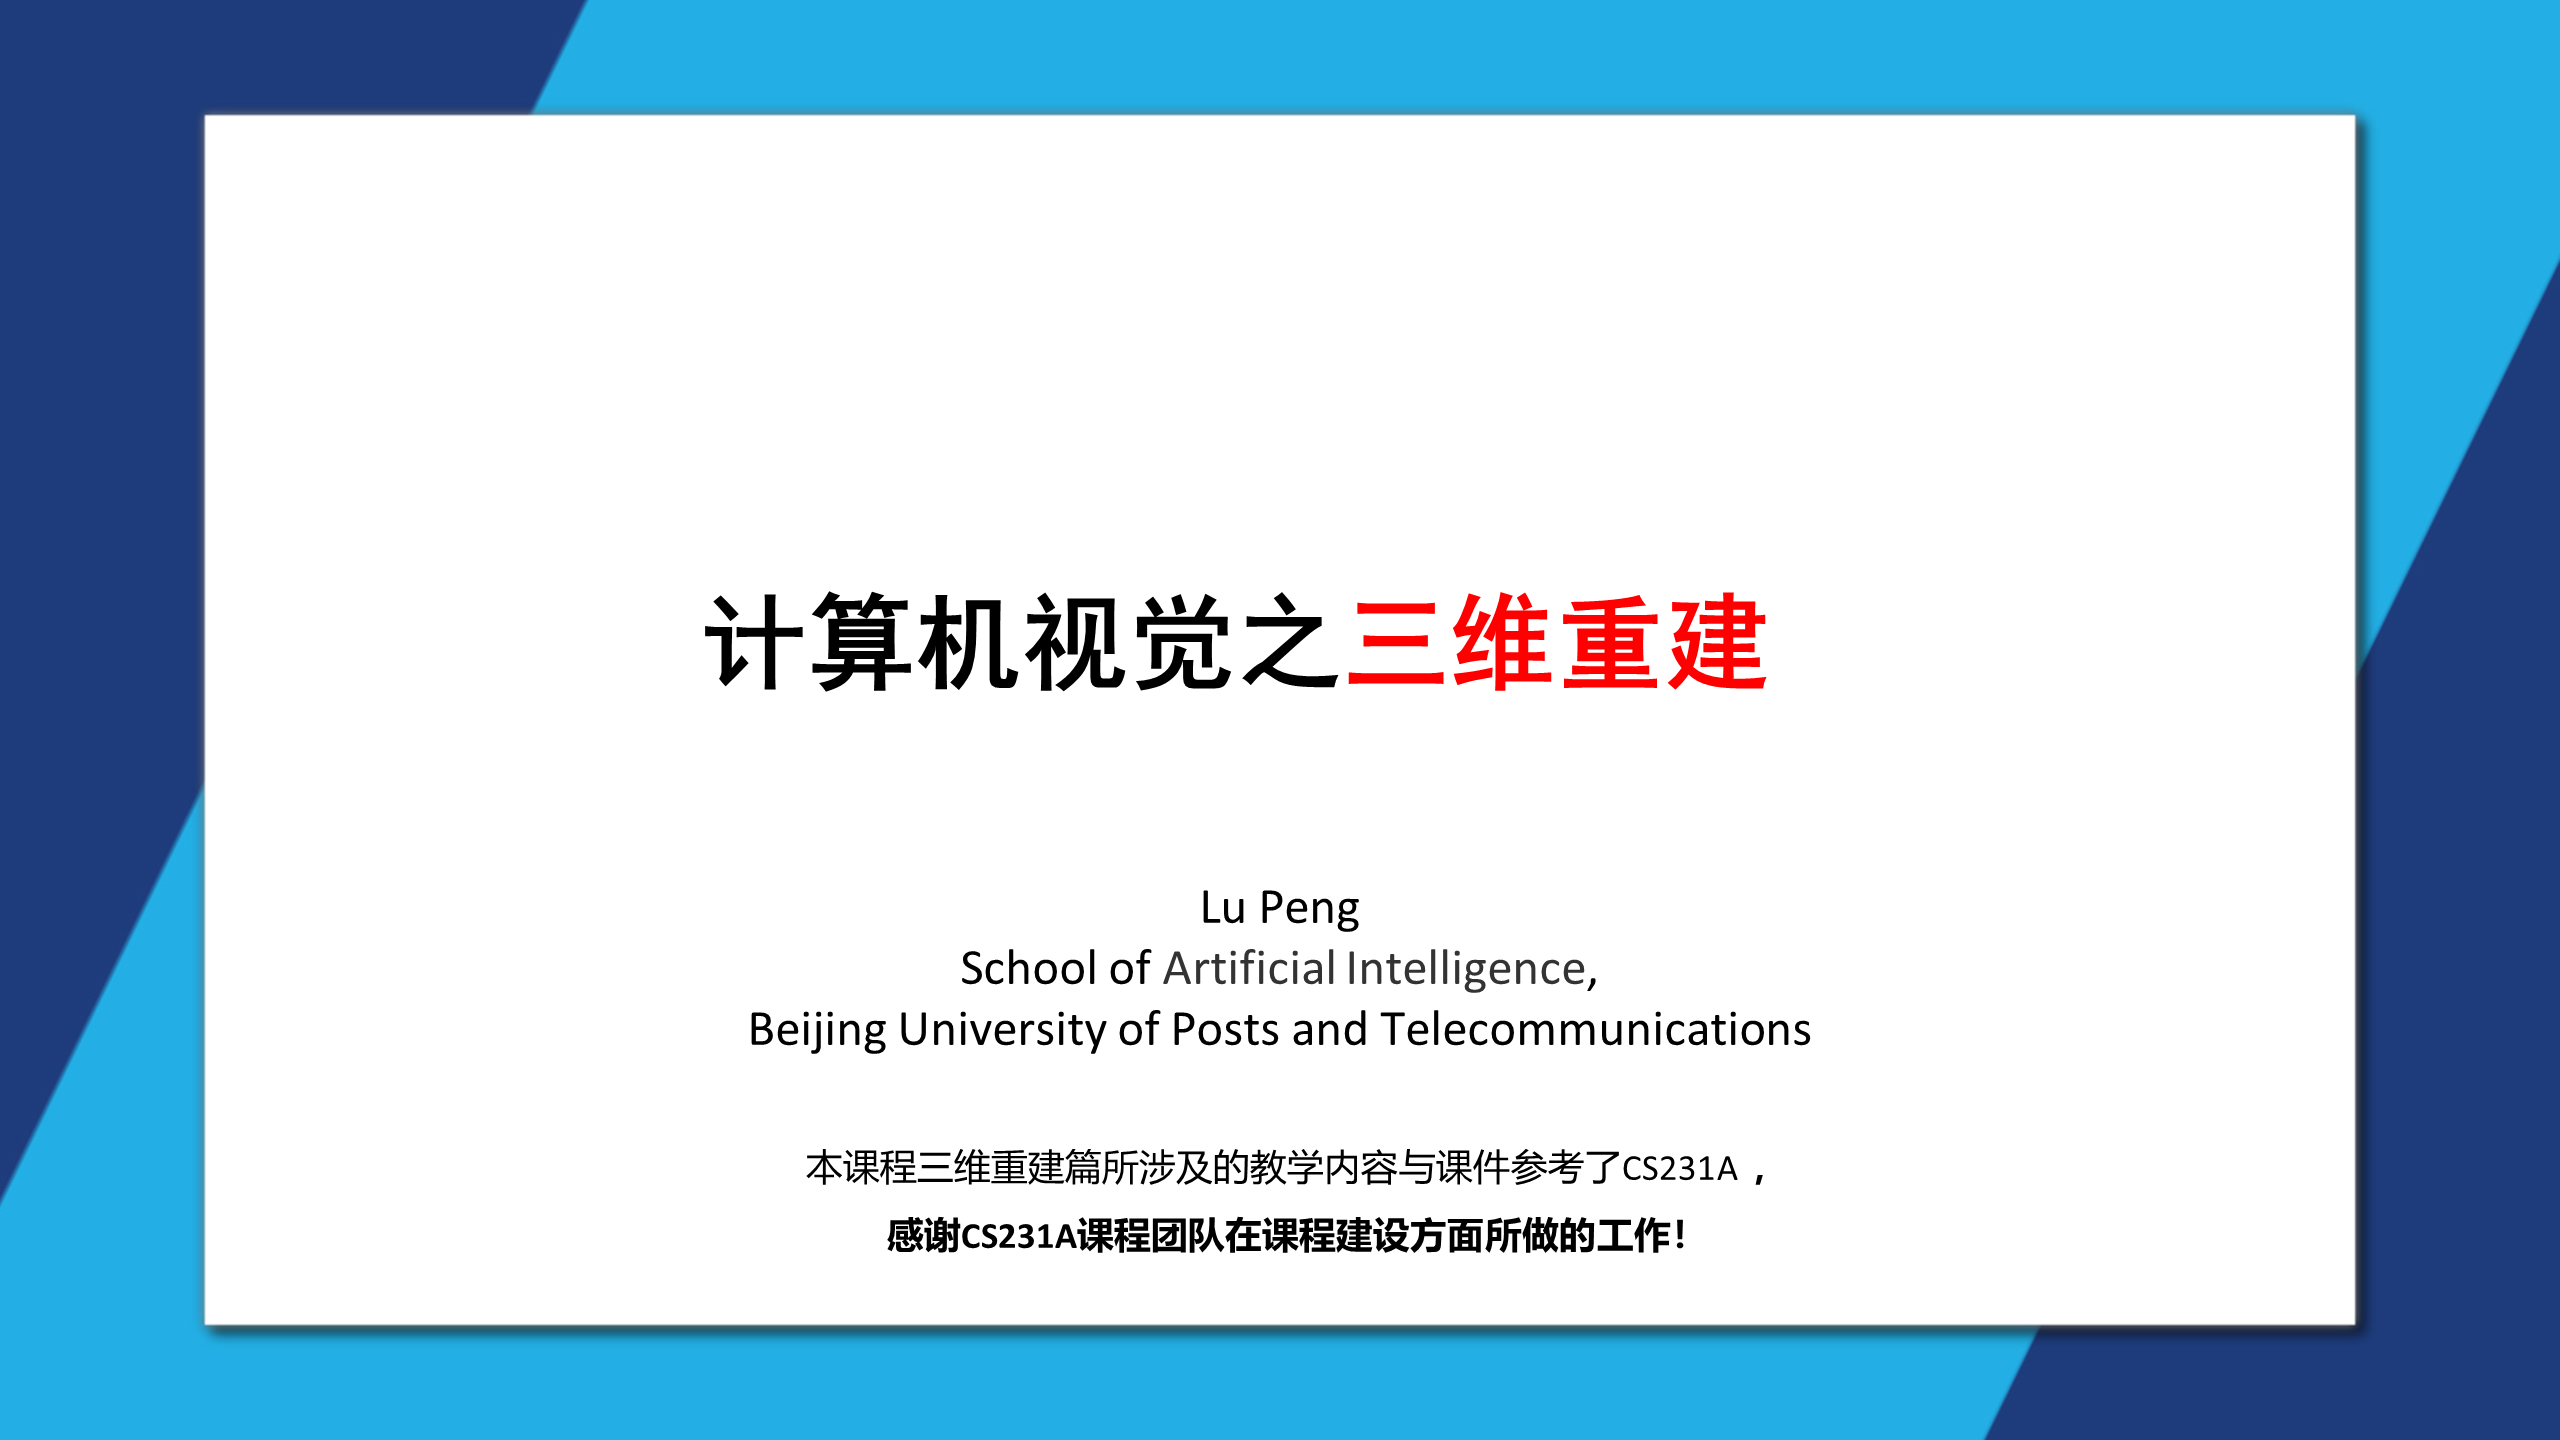 计算机视觉之三维重建
Lu Peng
School of Artificial Intelligence,
Beijing University of Posts and Telecommunications
本课程三维重建篇所涉及的教学内容与课件参考了CS231A，
感谢CS231A课程团队在课程建设方面所做的工作！